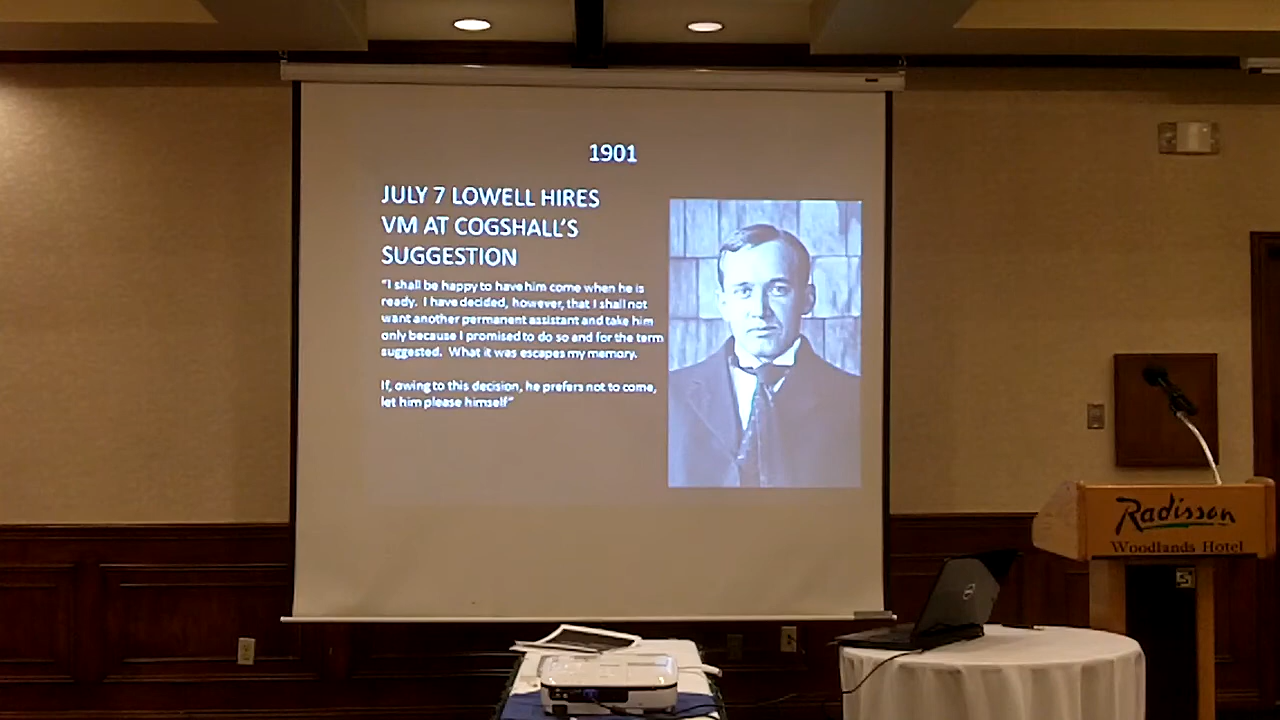 1901
JULY 7 LOWELL HIRES
VM AT COGSHALL'S
SUGGESTION
"I shall be happy to have him come when he is
ready. I have decided, however, that I shall not
want another permanent assistant and take him
only because I promised to do so and for the term
suggested. What it was escapes my memory.
If, owing to this decision, he prefers not to come,
let him please himself"
Radisson
Woodlands Hotel
DELL